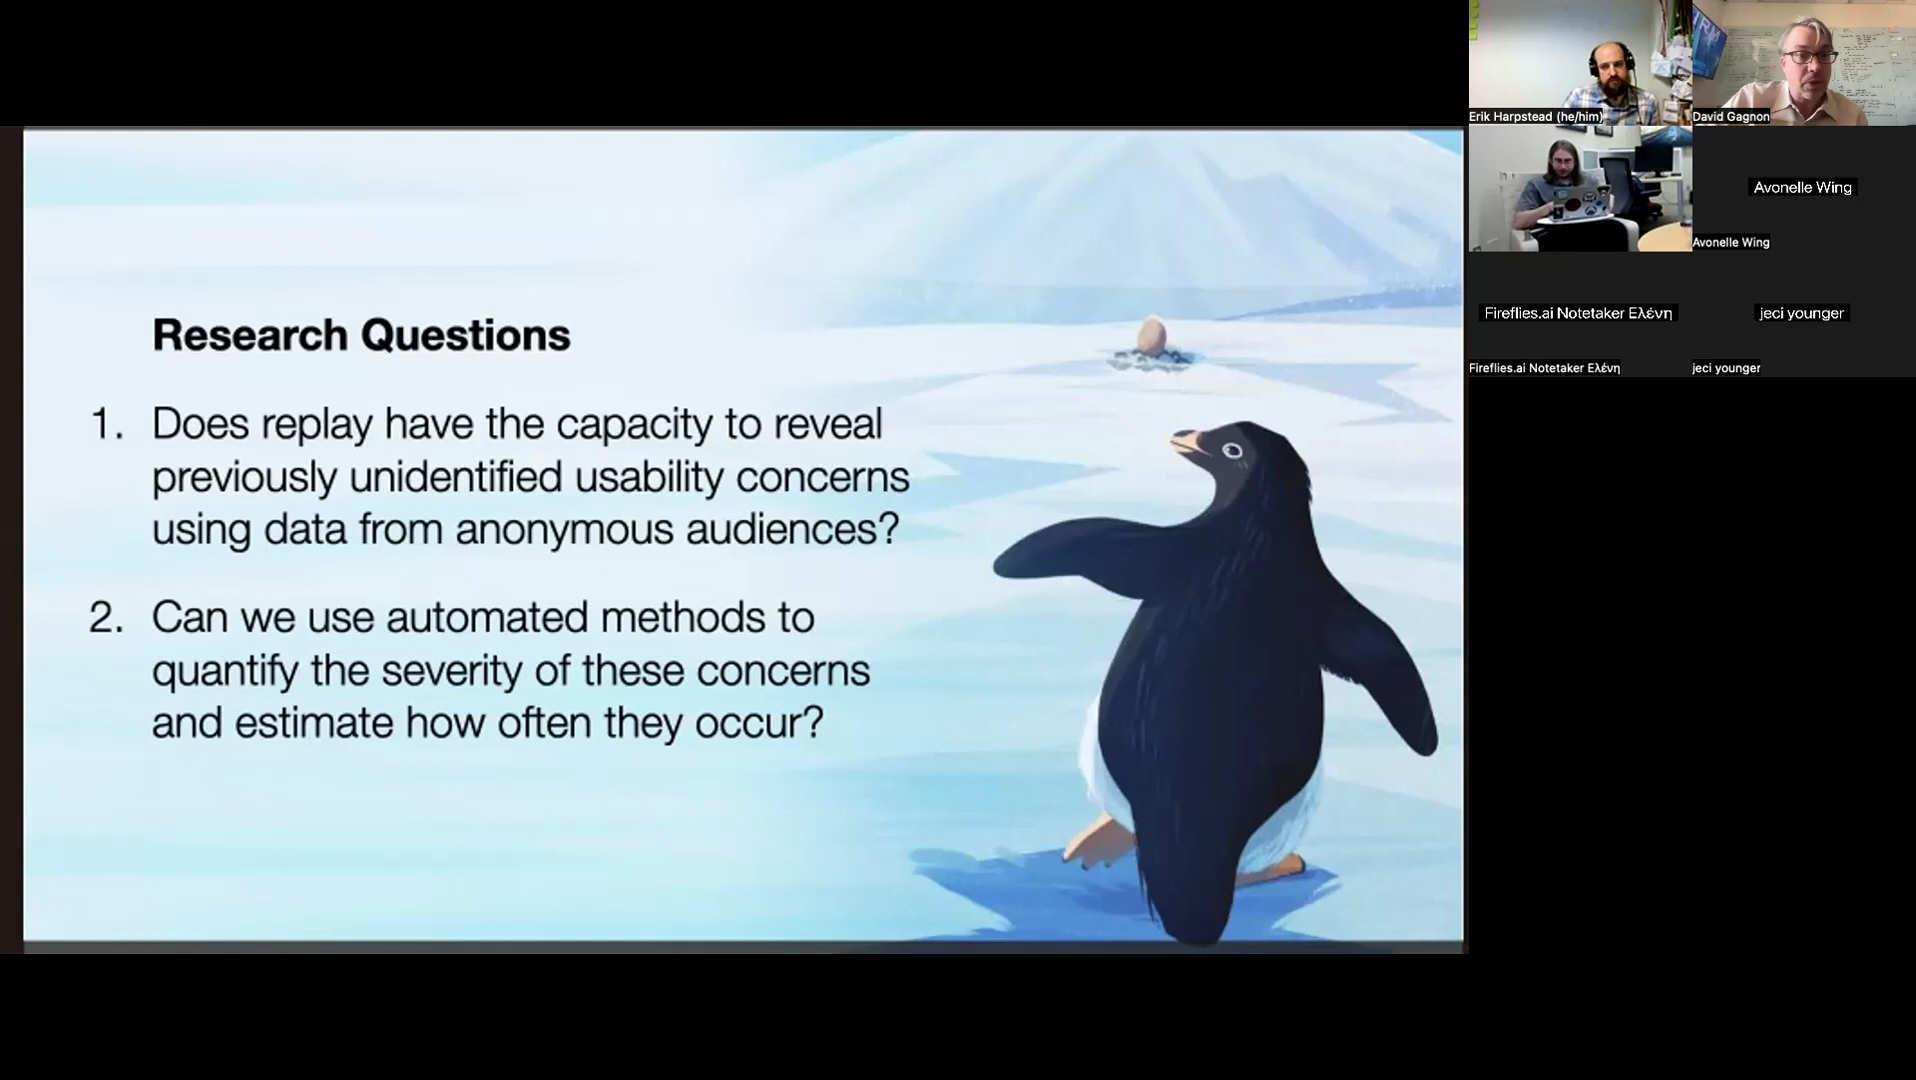 Research Questions
1. Does replay have the capacity to reveal
previously unidentified usability concerns
using data from anonymous audiences?
2. Can we use automated methods to
quantify the severity of these concerns
and estimate how often they occur?
Erik Harpstead (he/him)
David Gagnon
Avonelle Wing
Avonelle Wing
Fireflies.ai Notetaker Ελένη
jeci younger
Fireflies.ai Notetaker Ελένη
jeci younger